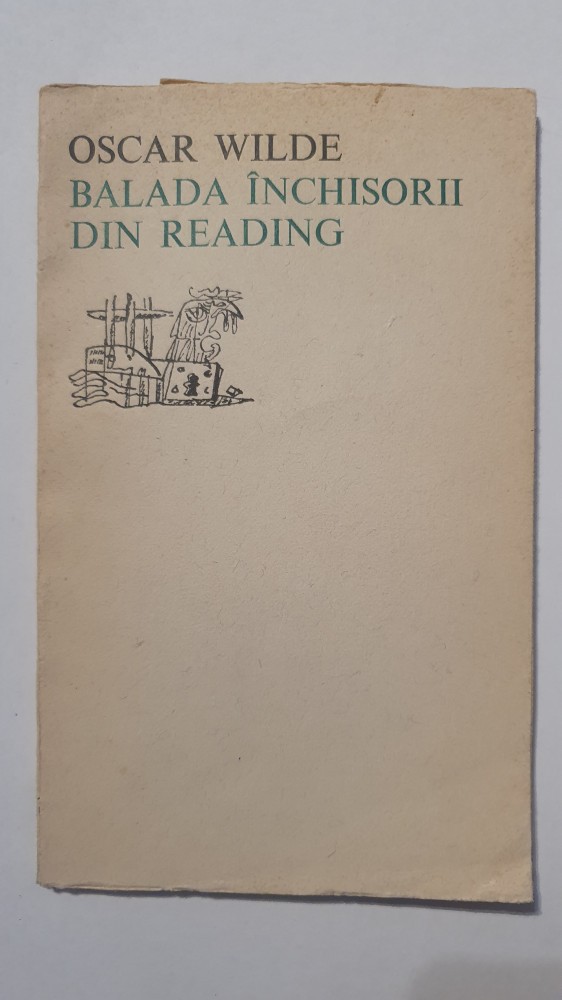 OSCAR WILDE
BALADA ÎNCHISORII
DIN READING